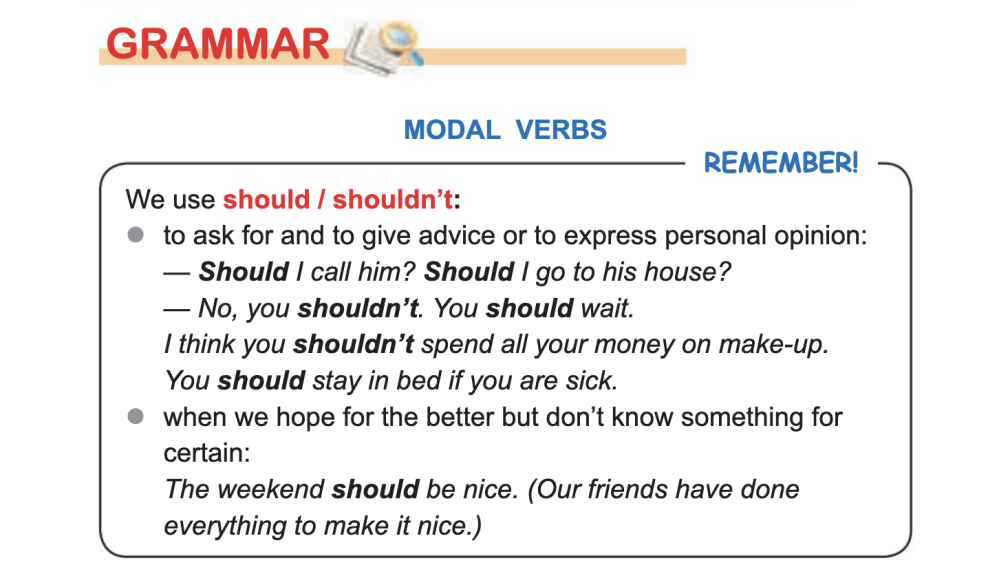 GRAMMAR
MODAL VERBS
REMEMBER!
We use should / shouldn’t:
● to ask for and to give advice or to express personal opinion:
— Should I call him? Should I go to his house?
— No, you shouldn’t. You should wait.
I think you shouldn’t spend all your money on make-up.
You should stay in bed if you are sick.
● when we hope for the better but don’t know something for
certain:
The weekend should be nice. (Our friends have done
everything to make it nice.)